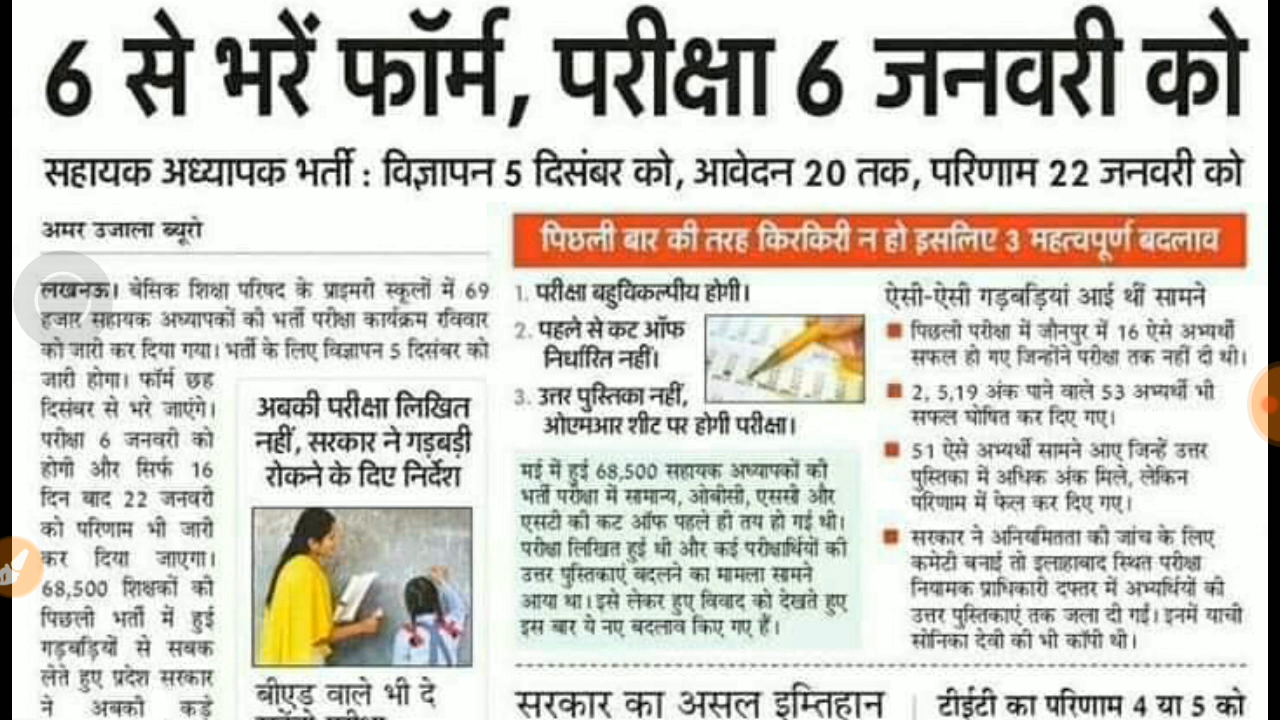 6 से भरें फॉर्म, परीक्षा 6 जनवरी को
सहायक अध्यापक भर्ती : विज्ञापन 5 दिसंबर को, आवेदन 20 तक, परिणाम 22 जनवरी को
अमर उजाला ब्यूरो
लखनऊ। बेसिक शिक्षा परिषद के प्राइमरी स्कूलों में 69
हजार सहायक अध्यापकों की भर्ती परीक्षा कार्यक्रम रविवार
को जारी कर दिया गया। भर्ती के लिए विज्ञापन 5 दिसंबर को
जारी होगा। फॉर्म छह
दिसंबर से भरे जाएंगे।
परीक्षा 6 जनवरी को
होगी और सिर्फ 16
दिन बाद 22 जनवरी
को परिणाम भी जारी
कर दिया जाएगा।
68,500 शिक्षकों की
पिछली भर्ती में हुई
गड़बड़ियों से सबक
लेते हुए प्रदेश सरकार
ने अबकी कड़े
अबकी परीक्षा लिखित
नहीं, सरकार ने गड़बड़ी
रोकने के दिए निर्देश
बीएड वाले भी दे
पिछली बार की तरह किरकिरी न हो इसलिए 3 महत्वपूर्ण बदलाव
1. परीक्षा बहुविकल्पीय होगी।
2. पहले से कट ऑफ
निर्धारित नहीं।
3. उत्तर पुस्तिका नहीं,
ओएमआर शीट पर होगी परीक्षा।
मई में हुई 68,500 सहायक अध्यापकों की
भर्ती परीक्षा में सामान्य, ओबीसी, एससी और
एसटी की कट ऑफ पहले ही तय हो गई थी।
परीक्षा लिखित हुई थी और कई परीक्षार्थियों की
उत्तर पुस्तिकाएं बदलने का मामला सामने
आया था। इसे लेकर हुए विवाद को देखते हुए
इस बार ये नए बदलाव किए गए हैं।
ऐसी-ऐसी गड़बड़ियां आई थीं सामने
पिछली परीक्षा में जौनपुर में 16 ऐसे अभ्यर्थी
सफल हो गए जिन्होंने परीक्षा तक नहीं दी थी।
2, 5,19 अंक पाने वाले 53 अभ्यर्थी भी
सफल घोषित कर दिए गए।
51 ऐसे अभ्यर्थी सामने आए जिन्हें उत्तर
पुस्तिका में अधिक अंक मिले, लेकिन
परिणाम में फेल कर दिए गए।
सरकार ने अनियमितता की जांच के लिए
कमेटी बनाई तो इलाहाबाद स्थित परीक्षा
नियामक प्राधिकारी दफ्तर में अभ्यर्थियों की
उत्तर पुस्तिकाएं तक जला दी गईं। इनमें याची
सोनिका देवी की भी कॉपी थी।
सरकार का असल इम्तिहान
टीईटी का परिणाम 4 या 5 को